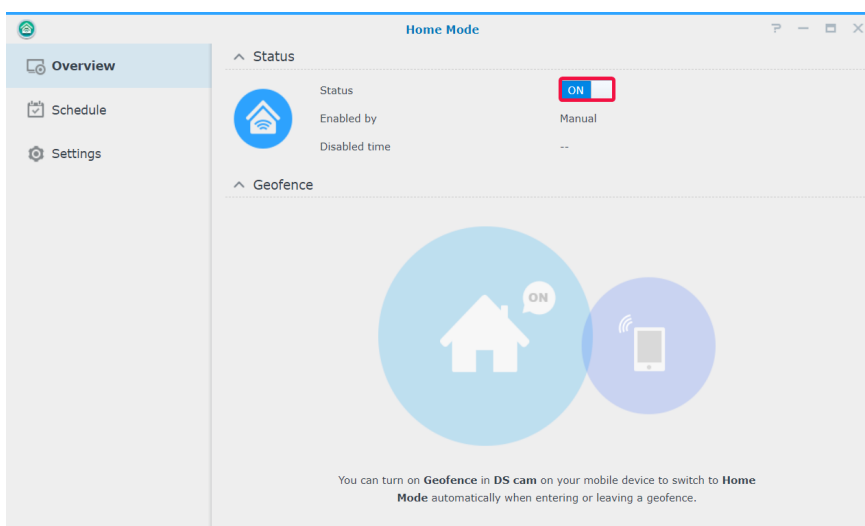 Home Mode
Overview
Schedule
Settings
Status
Status ON
Enabled by Manual
Disabled time --
Geofence
ON
You can turn on Geofence in DS cam on your mobile device to switch to Home
Mode automatically when entering or leaving a geofence.